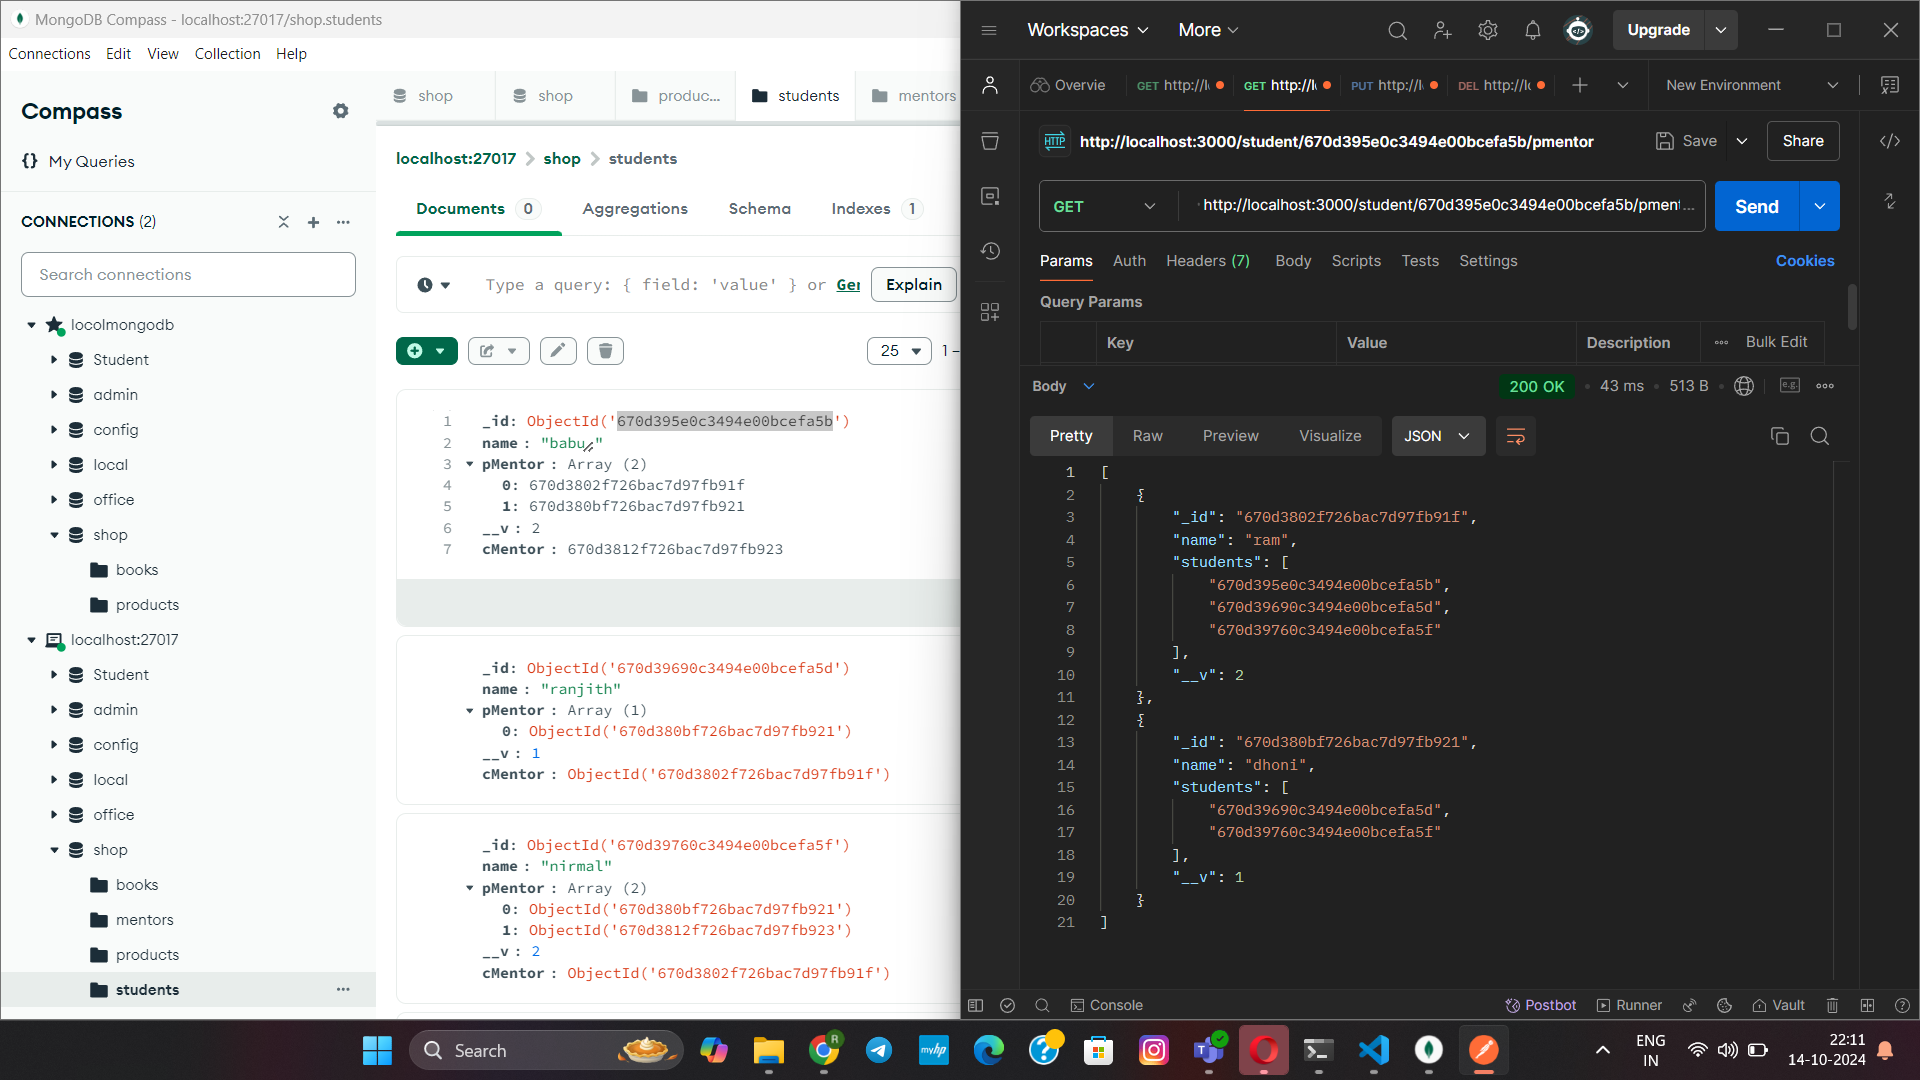 MongoDB Compass - localhost:27017/shop.students
Connections Edit View Collection Help
Compass
My Queries
CONNECTIONS (2)
Search connections
locolmongodb
Student
admin
config
local
office
shop
books
products
localhost:27017
Student
admin
config
local
office
shop
books
mentors
products
students
shop shop produc... students mentors
localhost:27017 shop students
Documents 0 Aggregations Schema Indexes 1
Type a query: { field: 'value' } or Ger Explain
25 1 –
1 _id: ObjectId('670d395e0c3494e00bcefa5b')
2 name : "babu "
3 pMentor : Array (2)
4 0: 670d3802f726bac7d97fb91f
5 1: 670d380bf726bac7d97fb921
6 __v : 2
7 cMentor : 670d3812f726bac7d97fb923
_id: ObjectId('670d39690c3494e00bcefa5d')
name : "ranjith"
pMentor : Array (1)
0: ObjectId('670d380bf726bac7d97fb921')
__v : 1
cMentor : ObjectId('670d3802f726bac7d97fb91f')
_id: ObjectId('670d39760c3494e00bcefa5f')
name : "nirmal"
pMentor : Array (2)
0: ObjectId('670d380bf726bac7d97fb921')
1: ObjectId('670d3812f726bac7d97fb923')
__v : 2
cMentor : ObjectId('670d3802f726bac7d97fb91f')
Workspaces More Upgrade
Overvie GET http://l GET http://l PUT http://l DEL http://l New Environment
HTTP http://localhost:3000/student/670d395e0c3494e00bcefa5b/pmentor Save Share
GET http://localhost:3000/student/670d395e0c3494e00bcefa5b/pment... Send
Params Auth Headers (7) Body Scripts Tests Settings Cookies
Query Params
Key Value Description Bulk Edit
Body 200 OK 43 ms 513 B e.g.
Pretty Raw Preview Visualize JSON
1 [
2 {
3 "_id": "670d3802f726bac7d97fb91f",
4 "name": "ram",
5 "students": [
6 "670d395e0c3494e00bcefa5b",
7 "670d39690c3494e00bcefa5d",
8 "670d39760c3494e00bcefa5f"
9 ],
10 "__v": 2
11 },
12 {
13 "_id": "670d380bf726bac7d97fb921",
14 "name": "dhoni",
15 "students": [
16 "670d39690c3494e00bcefa5d",
17 "670d39760c3494e00bcefa5f"
18 ],
19 "__v": 1
20 }
21 ]
Console Postbot Runner Vault
Search
R
myhp
ENG
IN
22:11
14-10-2024